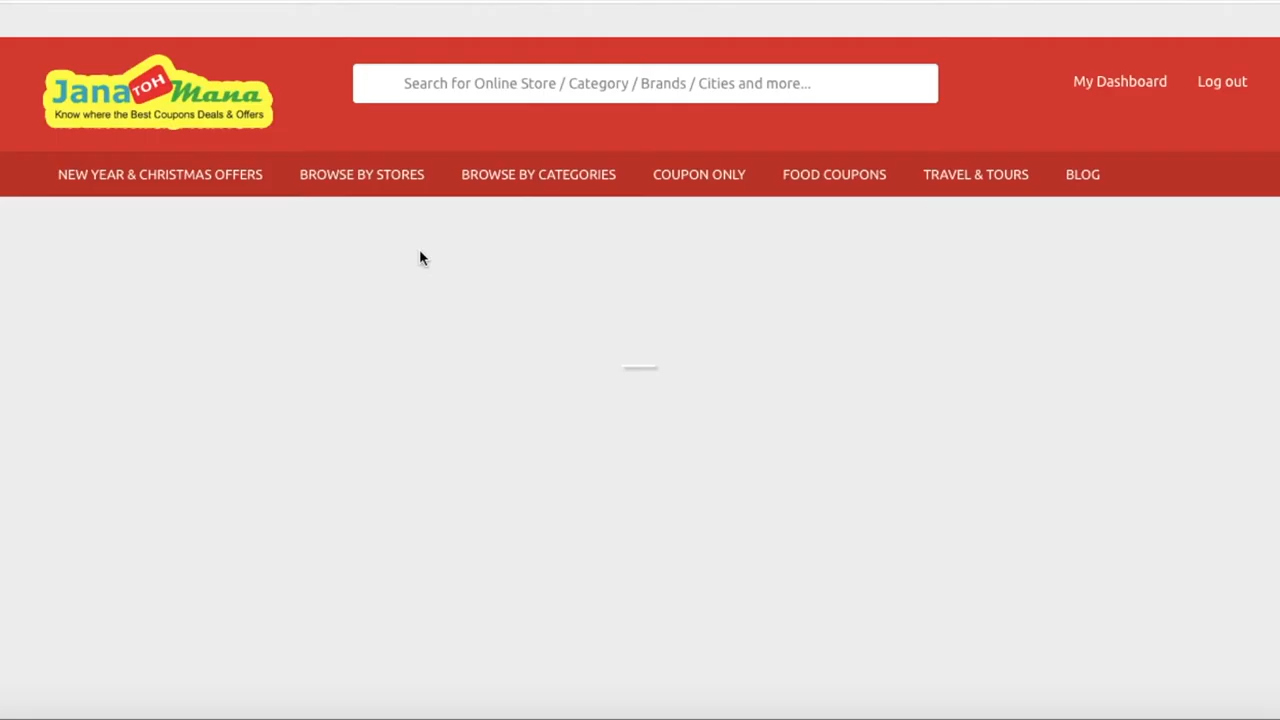 Jana TOH Mana
Know where the Best Coupons Deals & Offers
Search for Online Store / Category / Brands / Cities and more...
My Dashboard
Log out
NEW YEAR & CHRISTMAS OFFERS
BROWSE BY STORES
BROWSE BY CATEGORIES
COUPON ONLY
FOOD COUPONS
TRAVEL & TOURS
BLOG